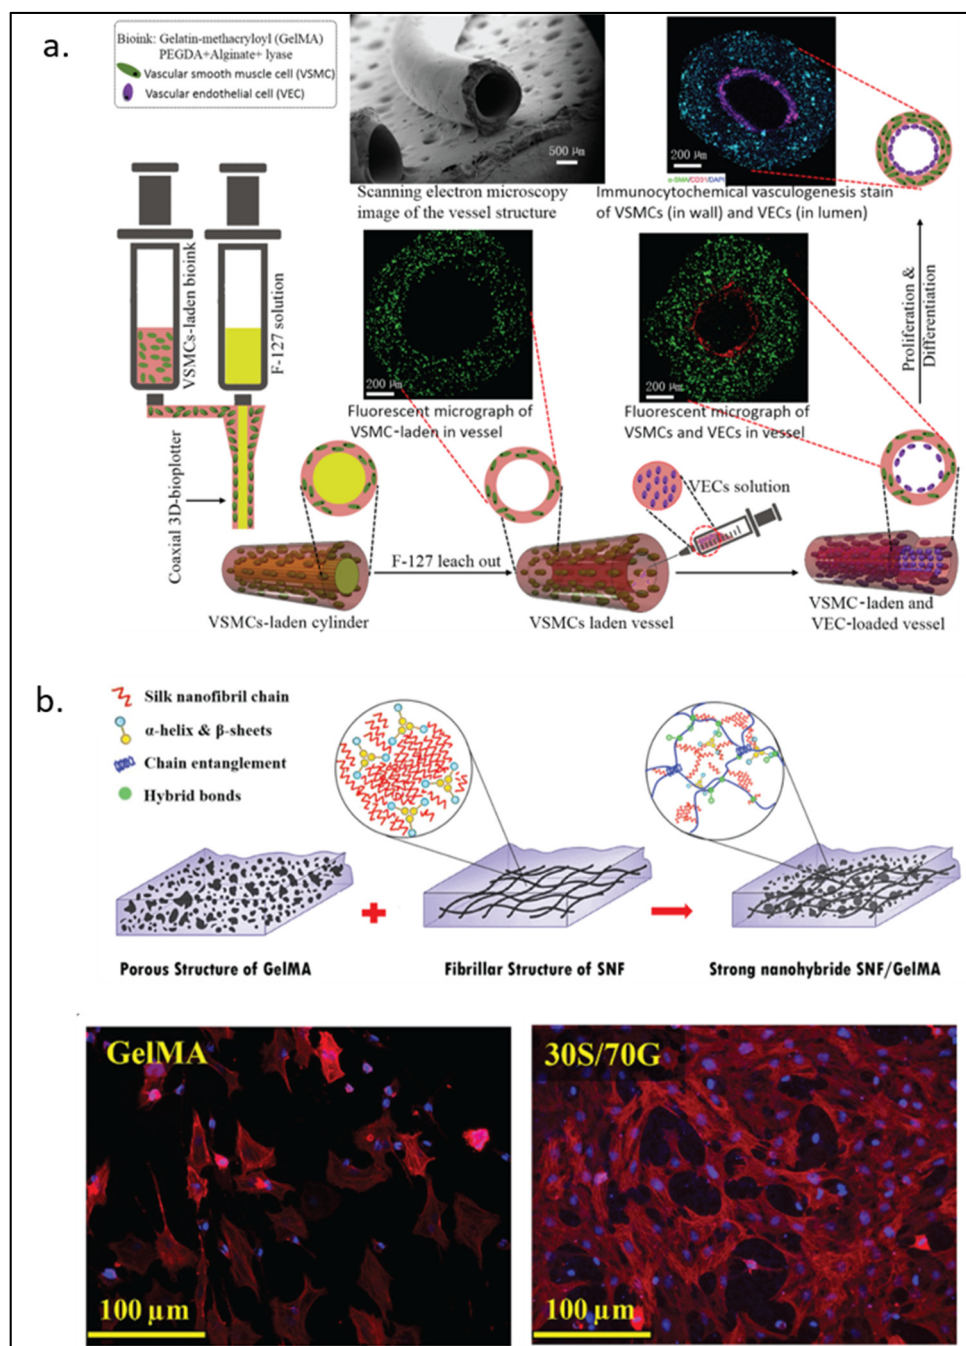 a.
Bioink: Gelatin-methacryloyl (GelMA)
PEGDA+Alginate+ lyase
Vascular smooth muscle cell (VSMC)
Vascular endothelial cell (VEC)
500 µm
Scanning electron microscopy
image of the vessel structure
200 µm
α-SMA/CD31/DAPI
Immunocytochemical vasculogenesis stain
of VSMCs (in wall) and VECs (in lumen)
VSMCs-laden bioink
F-127 solution
200 µm
Fluorescent micrograph of
VSMC-laden in vessel
200 µm
Fluorescent micrograph of
VSMCs and VECs in vessel
Proliferation &
Differentiation
Coaxial 3D-bioplotter
VECs solution
F-127 leach out
VSMCs-laden cylinder
VSMCs laden vessel
VSMC-laden and
VEC-loaded vessel
b.
Silk nanofibril chain
α-helix & β-sheets
Chain entanglement
Hybrid bonds
Porous Structure of GelMA
Fibrillar Structure of SNF
Strong nanohybride SNF/GelMA
GelMA
100 µm
30S/70G
100 µm